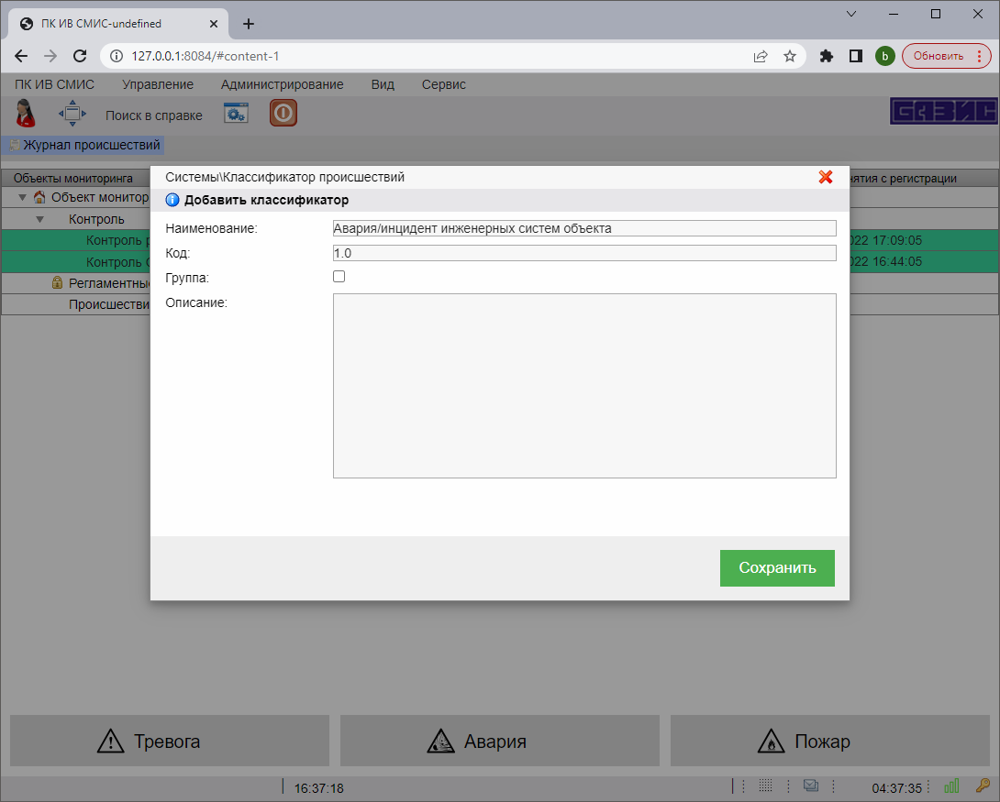 ПК ИВ СМИС-undefined
127.0.0.1:8084/#content-1
b
Обновить
ПК ИВ СМИС Управление Администрирование Вид Сервис
Поиск в справке
БАЗИС
Журнал происшествий
Объекты мониторинга
нятия с регистрации
Системы\Классификатор происшествий
Добавить классификатор
Объект монитор
Наименование: Авария/инцидент инженерных систем объекта
Контроль
Контроль
022 17:09:05
Код: 1.0
Контроль
022 16:44:05
Группа:
Регламентны
Описание:
Происшестви
Сохранить
Тревога
Авария
Пожар
16:37:18
04:37:35